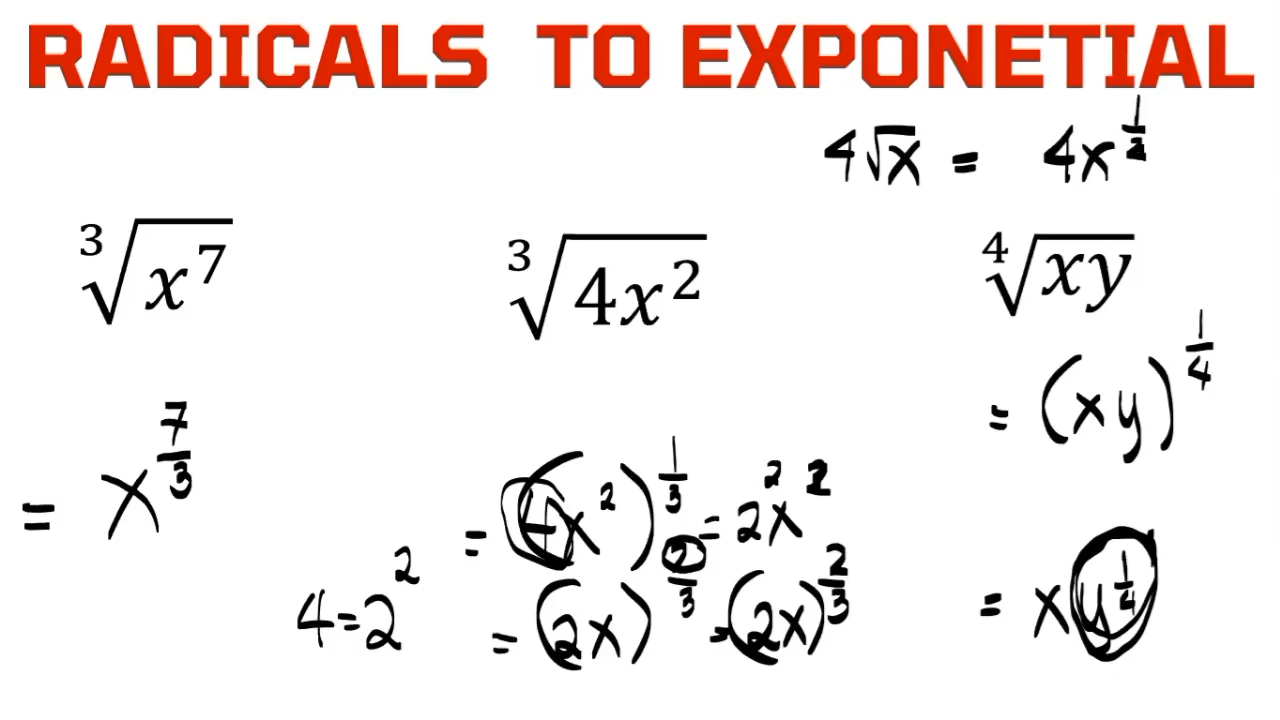 RADICALS TO EXPONETIAL
4√x = 4x^(1/2)
∛(x⁷)
∛(4x²)
∜(xy)
= x^(7/3)
= (4x²)^(1/3) = 2²x²
4=2² = (2x)^(2/3) = (2x)^(2/3)
= (xy)^(1/4)
= xy^(1/4)